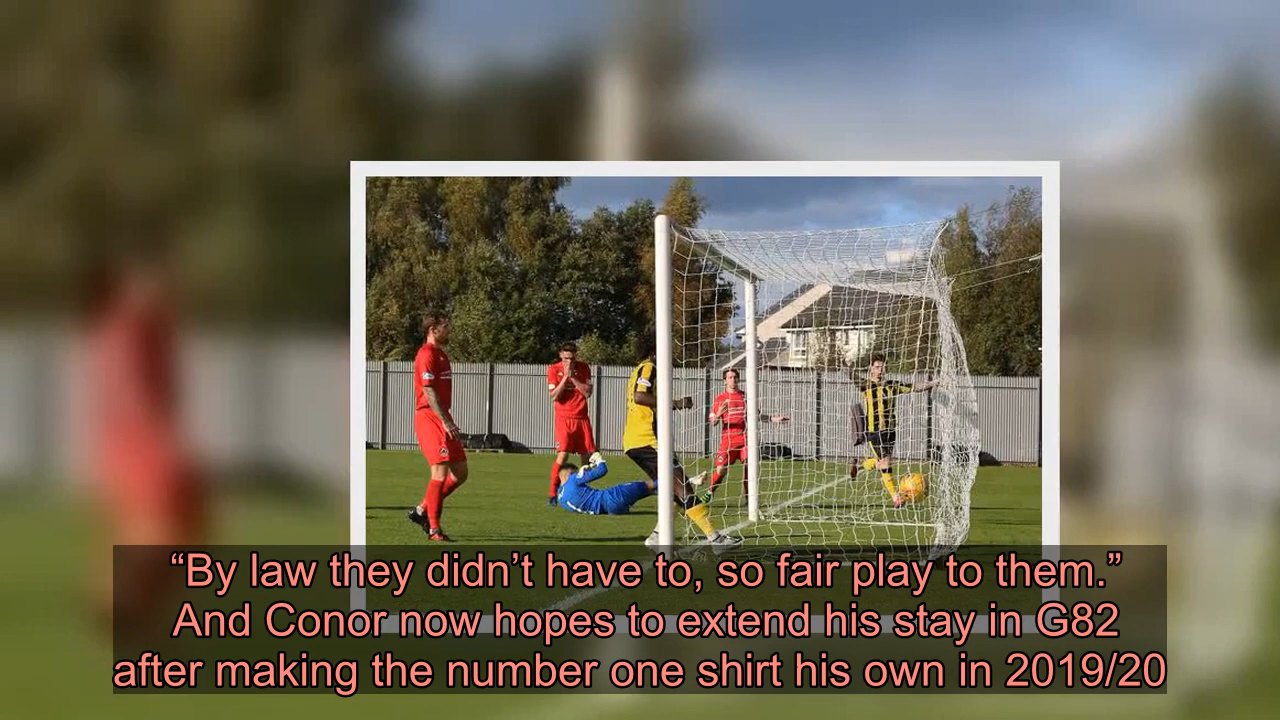 “By law they didn’t have to, so fair play to them.”
And Conor now hopes to extend his stay in G82
after making the number one shirt his own in 2019/20